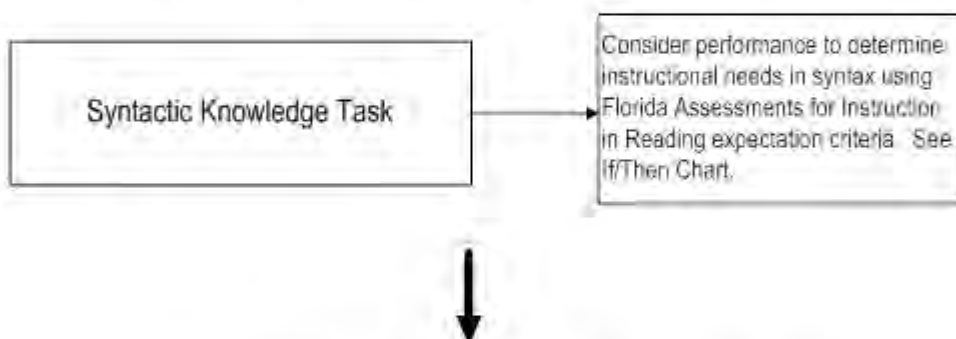 Syntactic Knowledge Task
Consider performance to determine
instructional needs in syntax using
Florida Assessments for Instruction
in Reading expectation criteria. See
If/Then Chart.